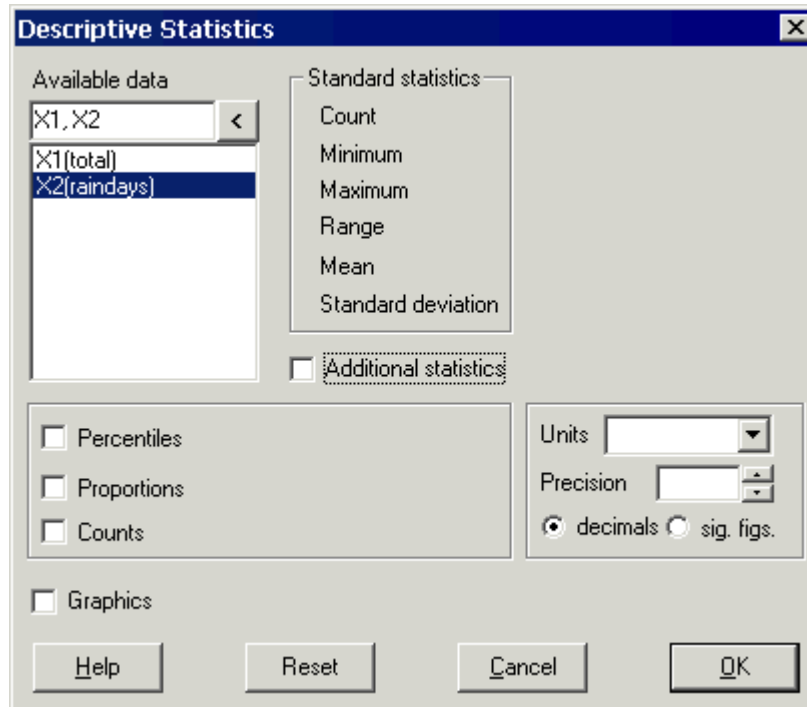 Descriptive Statistics
Available data
X1, X2
<
X1(total)
X2(raindays)
Standard statistics
Count
Minimum
Maximum
Range
Mean
Standard deviation
Additional statistics
Percentiles
Proportions
Counts
Units
Precision
decimals
sig. figs.
Graphics
Help
Reset
Cancel
OK